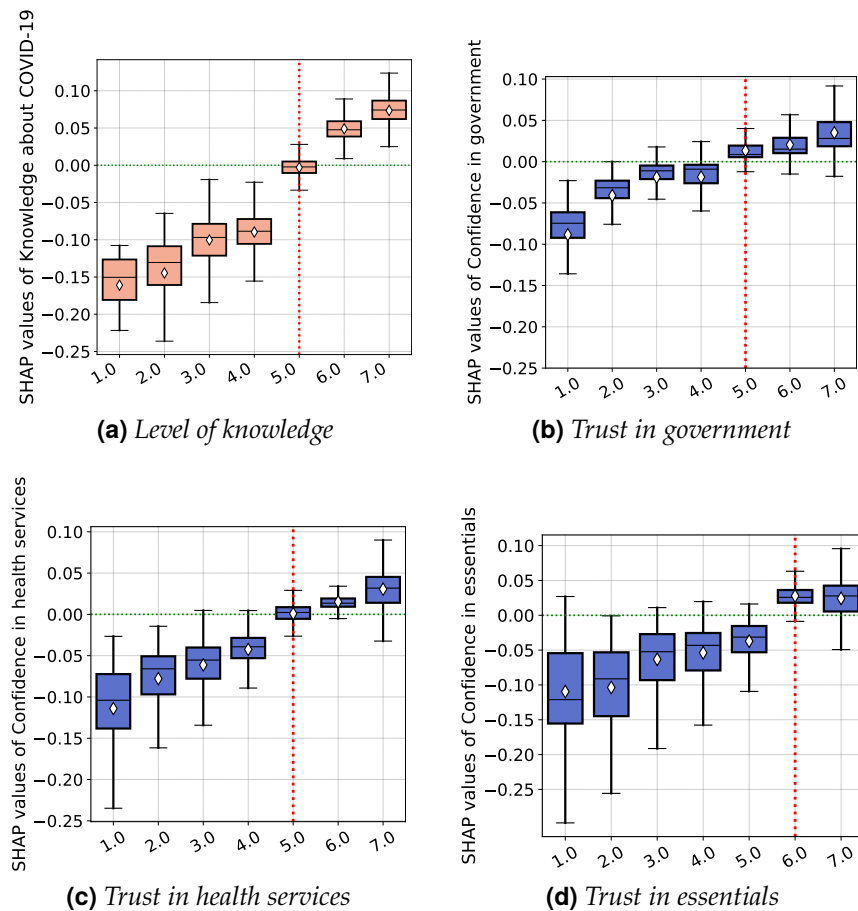 SHAP values of Knowledge about COVID-19
0.10
0.05
0.00
−0.05
−0.10
−0.15
−0.20
−0.25
1.0 2.0 3.0 4.0 5.0 6.0 7.0
(a) Level of knowledge
SHAP values of Confidence in government
0.10
0.05
0.00
−0.05
−0.10
−0.15
−0.20
−0.25
1.0 2.0 3.0 4.0 5.0 6.0 7.0
(b) Trust in government
SHAP values of Confidence in health services
0.10
0.05
0.00
−0.05
−0.10
−0.15
−0.20
−0.25
1.0 2.0 3.0 4.0 5.0 6.0 7.0
(c) Trust in health services
SHAP values of Confidence in essentials
0.10
0.05
0.00
−0.05
−0.10
−0.15
−0.20
−0.25
1.0 2.0 3.0 4.0 5.0 6.0 7.0
(d) Trust in essentials